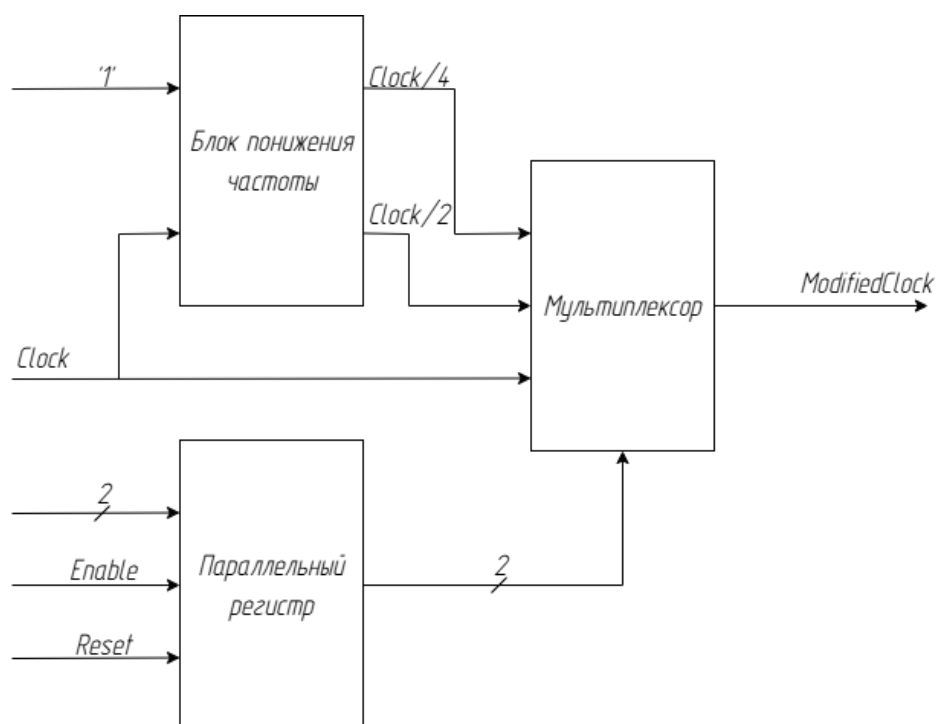 '1'
Clock/4
Блок понижения
частоты
Clock/2
Мультиплексор
ModifiedClock
Clock
2
Enable
Параллельный
регистр
2
Reset